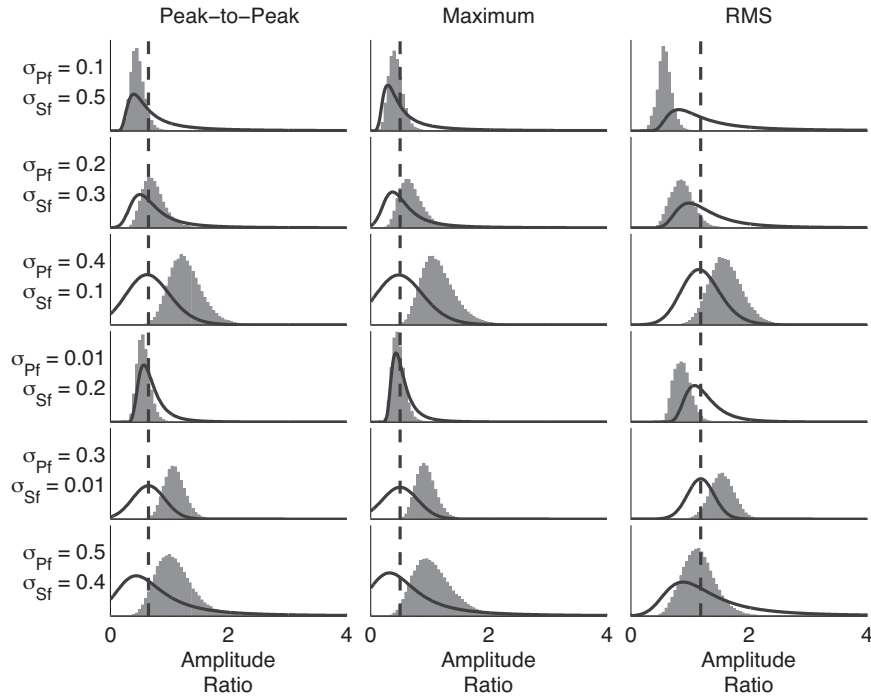 Peak−to−Peak Maximum RMS
σPf = 0.1
σSf = 0.5
σPf = 0.2
σSf = 0.3
σPf = 0.4
σSf = 0.1
σPf = 0.01
σSf = 0.2
σPf = 0.3
σSf = 0.01
σPf = 0.5
σSf = 0.4
0 2 4 0 2 4 0 2 4
Amplitude Amplitude Amplitude
Ratio Ratio Ratio